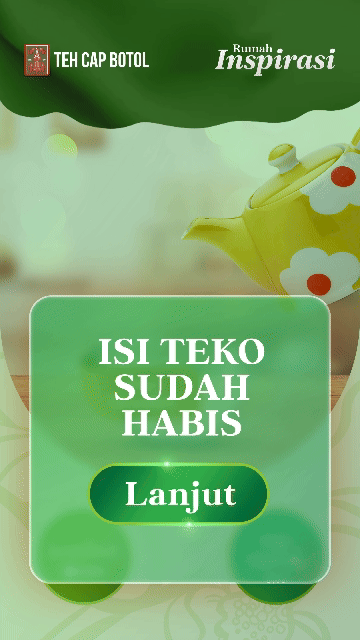 TEH CAP BOTOL
Rumah
Inspirasi
ISI TEKO
SUDAH
HABIS
Lanjut